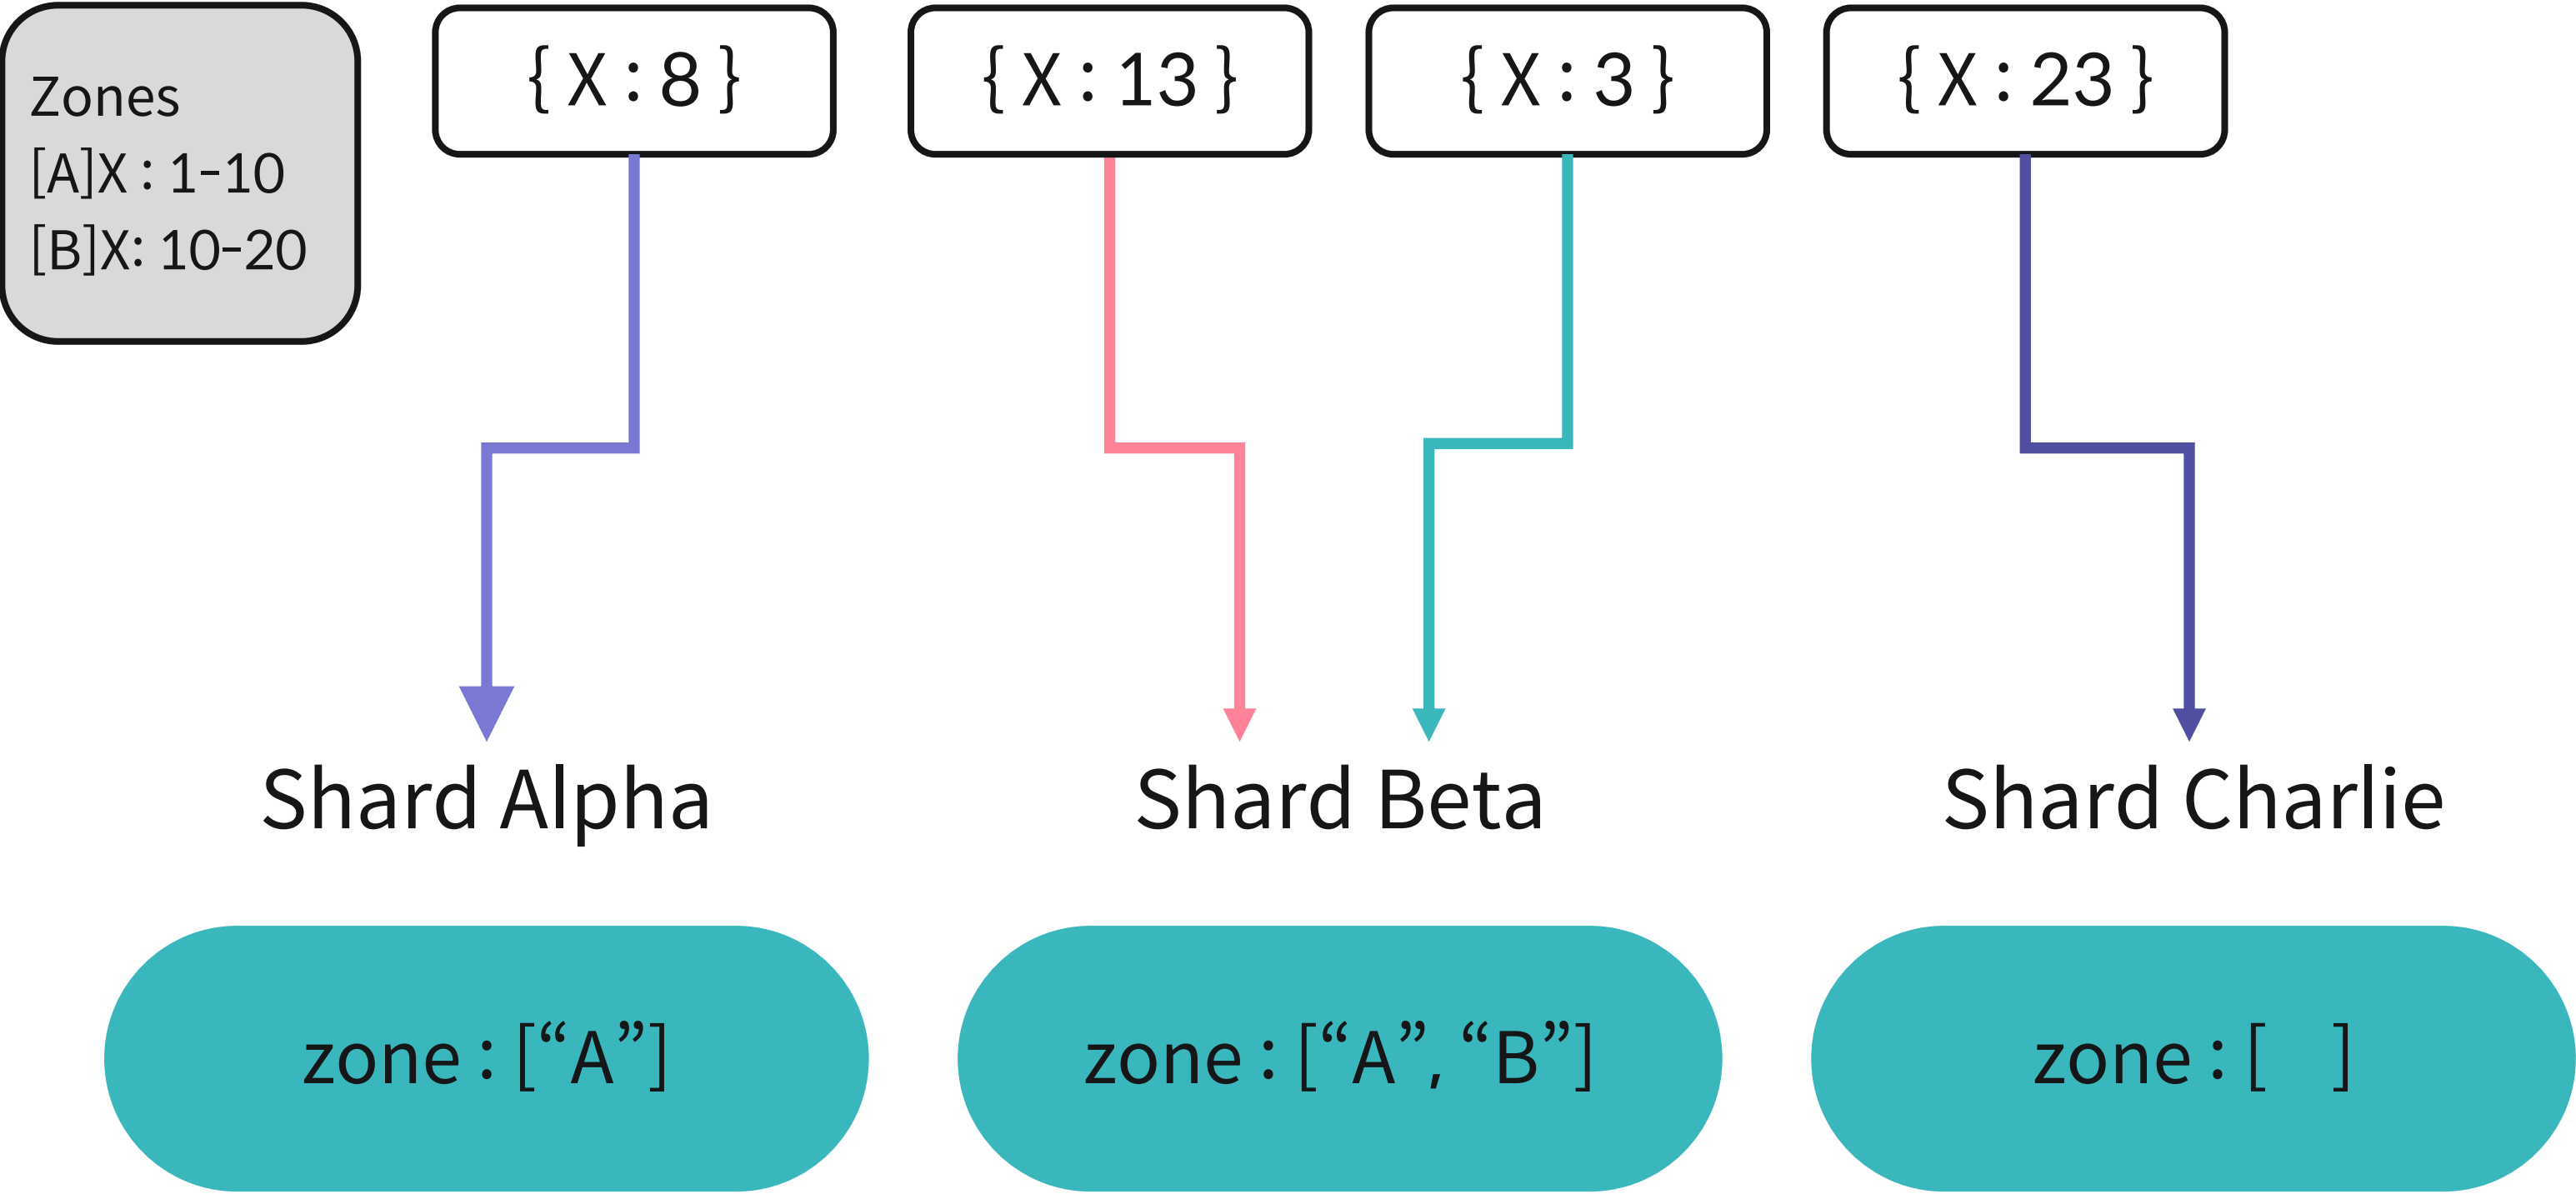 Zones
[A]X : 1-10
[B]X: 10-20
{ X : 8 }
{ X : 13 }
{ X : 3 }
{ X : 23 }
Shard Alpha
Shard Beta
Shard Charlie
zone : [“A”]
zone : [“A”, “B”]
zone : [ ]